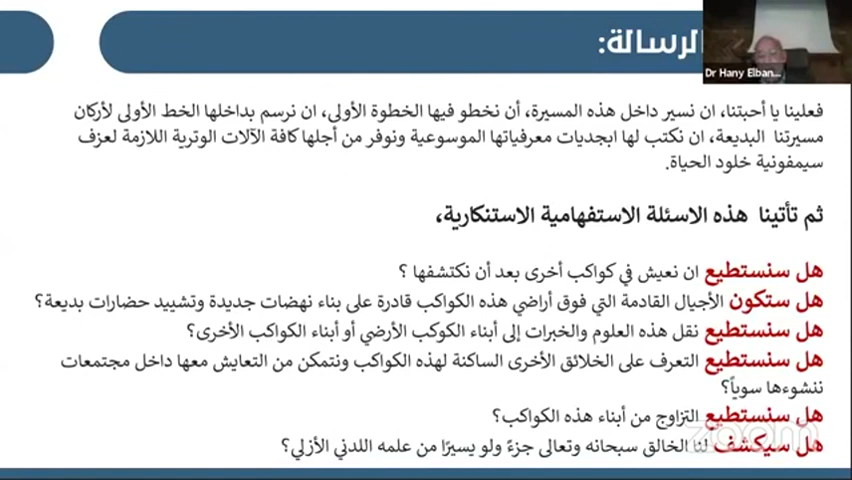 الرسالة:
Dr Hany Elban...
فعلينا يا أحبتنا، ان نسير داخل هذه المسيرة، أن نخطو فيها الخطوة الأولى، ان نرسم بداخلها الخط الأولى لأركان
مسيرتنا البديعة، ان نكتب لها ابجديات معرفياتها الموسوعية ونوفر من أجلها كافة الآلات الوترية اللازمة لعزف
سيمفونية خلود الحياة.
ثم تأتينا هذه الاسئلة الاستفهامية الاستنكارية،
هل سنستطيع ان نعيش في كواكب أخرى بعد أن نكتشفها ؟
هل ستكون الأجيال القادمة التي فوق أراضي هذه الكواكب قادرة على بناء نهضات جديدة وتشييد حضارات بديعة؟
هل سنستطيع نقل هذه العلوم والخبرات إلى أبناء الكوكب الأرضي أو أبناء الكواكب الأخرى؟
هل سنستطيع التعرف على الخلائق الأخرى الساكنة لهذه الكواكب ونتمكن من التعايش معها داخل مجتمعات
ننشوءها سوياً؟
هل سنستطيع التزاوج من أبناء هذه الكواكب؟
هل سيكشف لنا الخالق سبحانه وتعالى جزءً ولو يسيرًا من علمه اللدني الأزلي؟
zoom